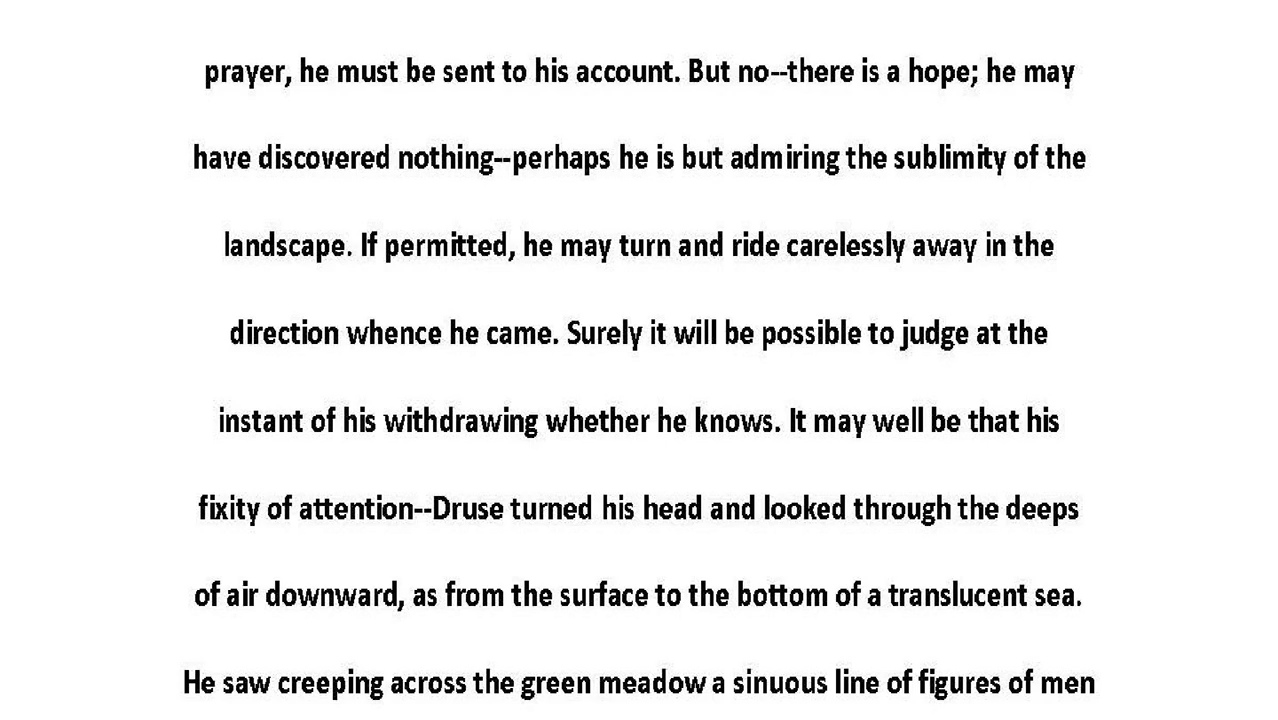 prayer, he must be sent to his account. But no--there is a hope; he may
have discovered nothing--perhaps he is but admiring the sublimity of the
landscape. If permitted, he may turn and ride carelessly away in the
direction whence he came. Surely it will be possible to judge at the
instant of his withdrawing whether he knows. It may well be that his
fixity of attention--Druse turned his head and looked through the deeps
of air downward, as from the surface to the bottom of a translucent sea.
He saw creeping across the green meadow a sinuous line of figures of men